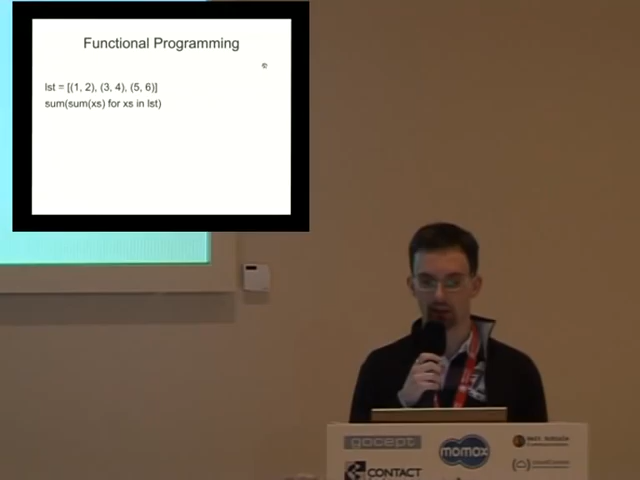 Functional Programming
lst = [(1, 2), (3, 4), (5, 6)]
sum(sum(xs) for xs in lst)
gocept
momox
CONTACT